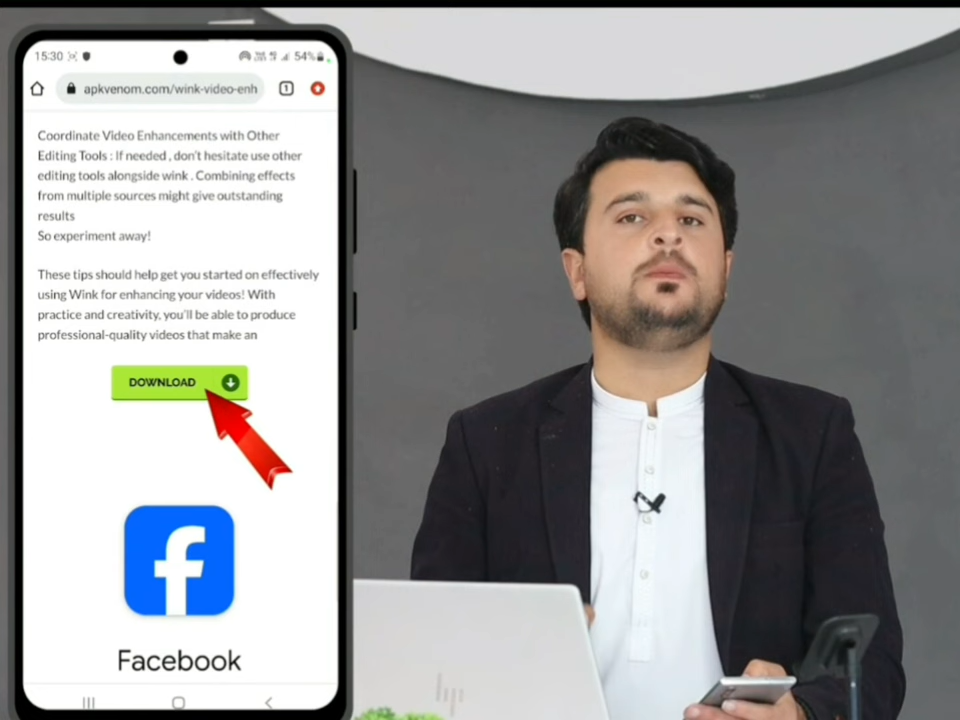 15:30
54%
apkvenom.com/wink-video-enh
1
Coordinate Video Enhancements with Other
Editing Tools : If needed , don't hesitate use other
editing tools alongside wink . Combining effects
from multiple sources might give outstanding
results
So experiment away!
These tips should help get you started on effectively
using Wink for enhancing your videos! With
practice and creativity, you'll be able to produce
professional-quality videos that make an
DOWNLOAD
Facebook